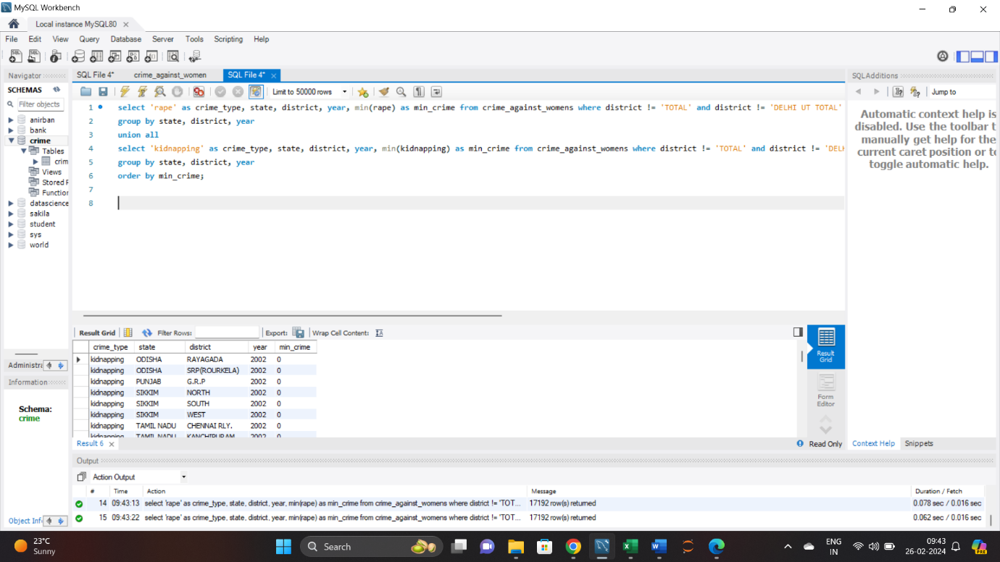 MySQL Workbench
Local instance MySQL80
File Edit View Query Database Server Tools Scripting Help
Navigator
SCHEMAS
Filter objects
anirban
bank
crime
Tables
crim
Views
Stored P
Function
datascience
sakila
student
sys
world
Administra
Information
Schema:
crime
Object Info
SQL File 4* crime_against_women SQL File 4*
Limit to 50000 rows
1 select 'rape' as crime_type, state, district, year, min(rape) as min_crime from crime_against_womens where district != 'TOTAL' and district != 'DELHI UT TOTAL'
2 group by state, district, year
3 union all
4 select 'kidnapping' as crime_type, state, district, year, min(kidnapping) as min_crime from crime_against_womens where district != 'TOTAL' and district != 'DELH
5 group by state, district, year
6 order by min_crime;
7
8
Result Grid Filter Rows: Export: Wrap Cell Content:
crime_type state district year min_crime
kidnapping ODISHA RAYAGADA 2002 0
kidnapping ODISHA SRP(ROURKELA) 2002 0
kidnapping PUNJAB G.R.P 2002 0
kidnapping SIKKIM NORTH 2002 0
kidnapping SIKKIM SOUTH 2002 0
kidnapping SIKKIM WEST 2002 0
kidnapping TAMIL NADU CHENNAI RLY. 2002 0
kidnapping TAMIL NADU KANCHIPURAM 2002 0
Result
Grid
Form
Editor
Result 6
Read Only
SQLAdditions
Jump to
Automatic context help is
disabled. Use the toolbar t
manually get help for the
current caret position or to
toggle automatic help.
Context Help Snippets
Output
Action Output
# Time Action Message Duration / Fetch
14 09:43:13 select 'rape' as crime_type, state, district, year, min(rape) as min_crime from crime_against_womens where district != 'TOT... 17192 row(s) returned 0.078 sec / 0.016 sec
15 09:43:22 select 'rape' as crime_type, state, district, year, min(rape) as min_crime from crime_against_womens where district != 'TOT... 17192 row(s) returned 0.062 sec / 0.016 sec
23°C
Sunny
Search
ENG
IN
09:43
26-02-2024
PRE